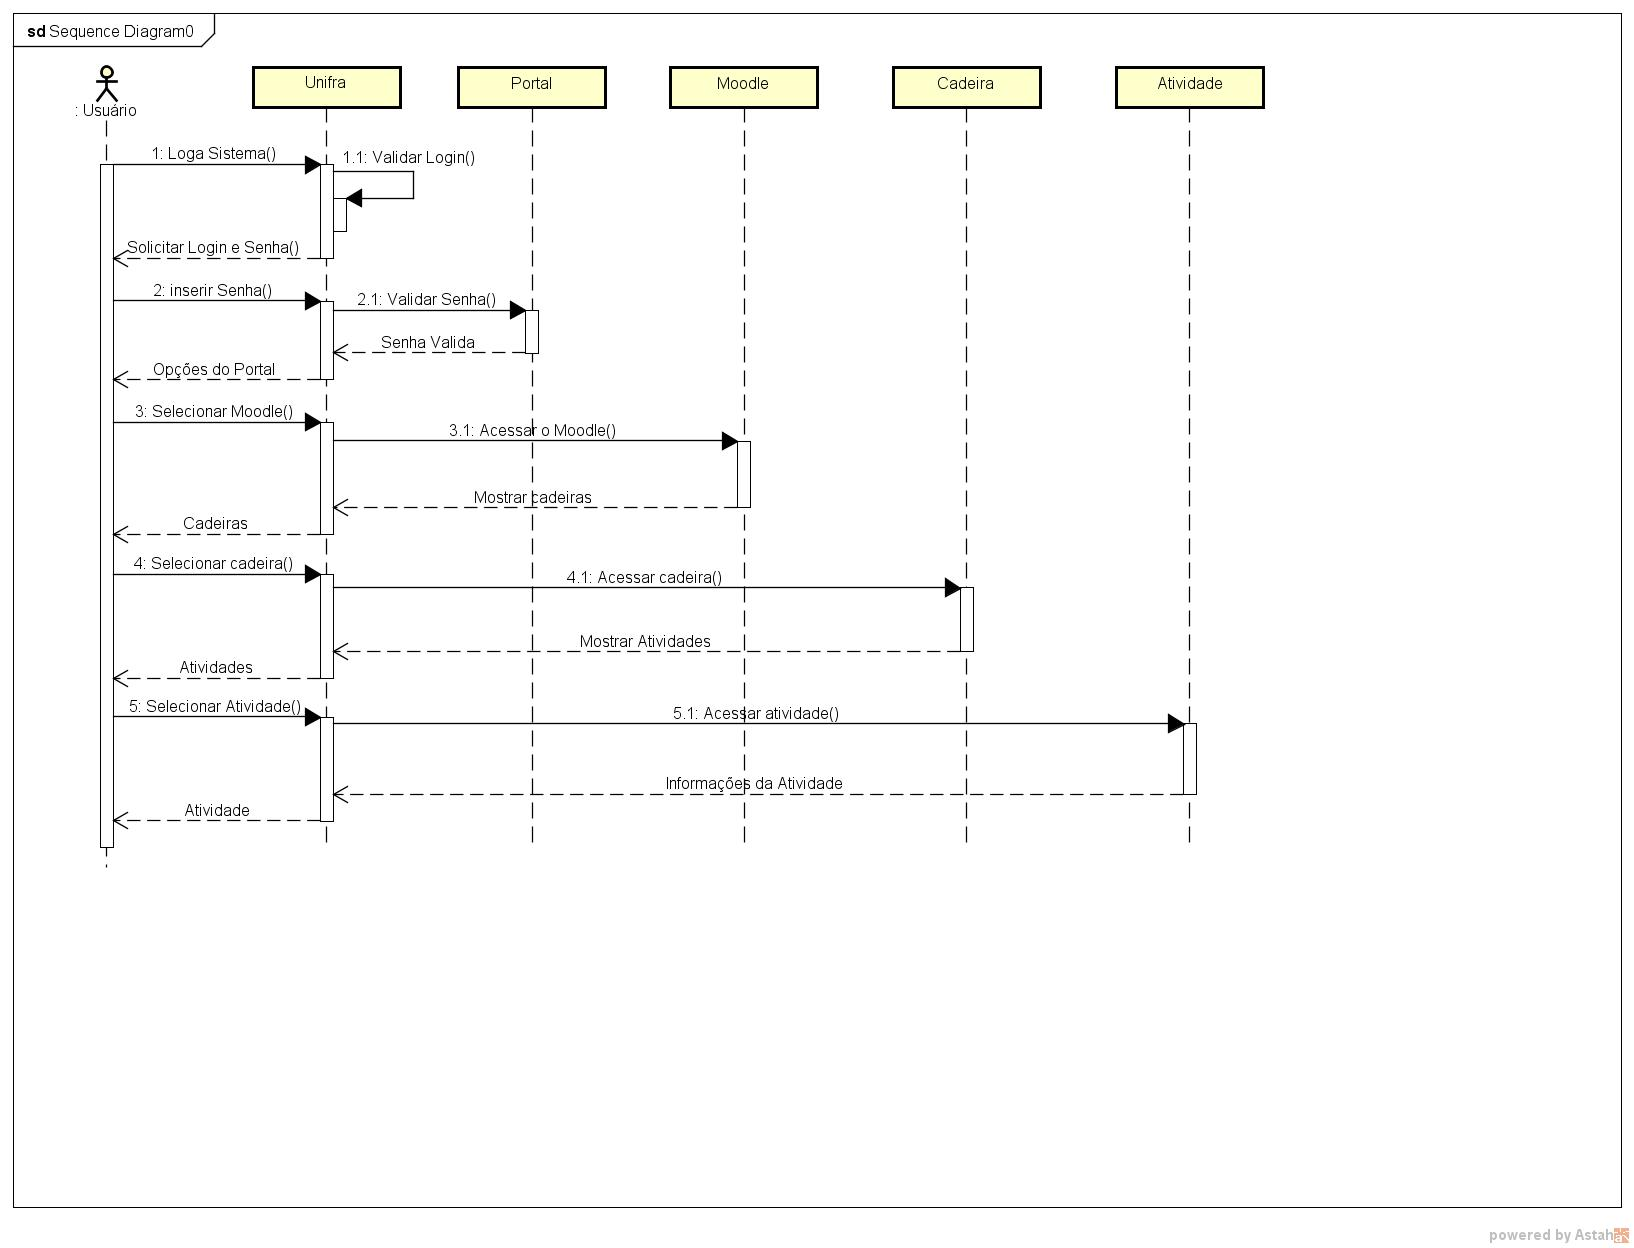 sd Sequence Diagram0
: Usuário
Unifra
Portal
Moodle
Cadeira
Atividade
1: Loga Sistema()
1.1: Validar Login()
Solicitar Login e Senha()
2: inserir Senha()
2.1: Validar Senha()
Senha Valida
Opções do Portal
3: Selecionar Moodle()
3.1: Acessar o Moodle()
Mostrar cadeiras
Cadeiras
4: Selecionar cadeira()
4.1: Acessar cadeira()
Mostrar Atividades
Atividades
5: Selecionar Atividade()
5.1: Acessar atividade()
Informações da Atividade
Atividade
powered by Astah